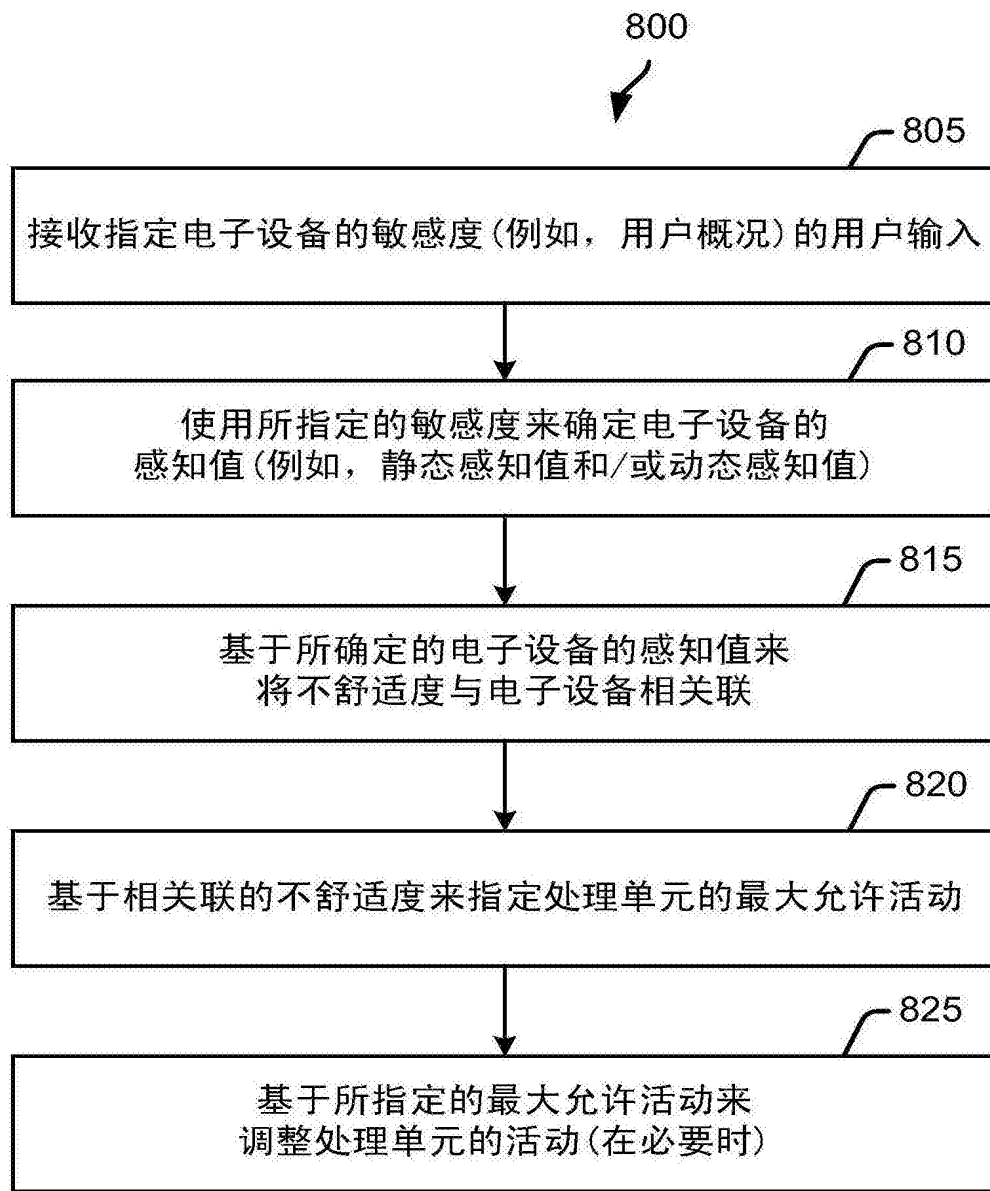 800
805
接收指定电子设备的敏感度(例如，用户概况)的用户输入
810
使用所指定的敏感度来确定电子设备的
感知值(例如，静态感知值和/或动态感知值)
815
基于所确定的电子设备的感知值来
将不舒适度与电子设备相关联
820
基于相关联的不舒适度来指定处理单元的最大允许活动
825
基于所指定的最大允许活动来
调整处理单元的活动(在必要时)